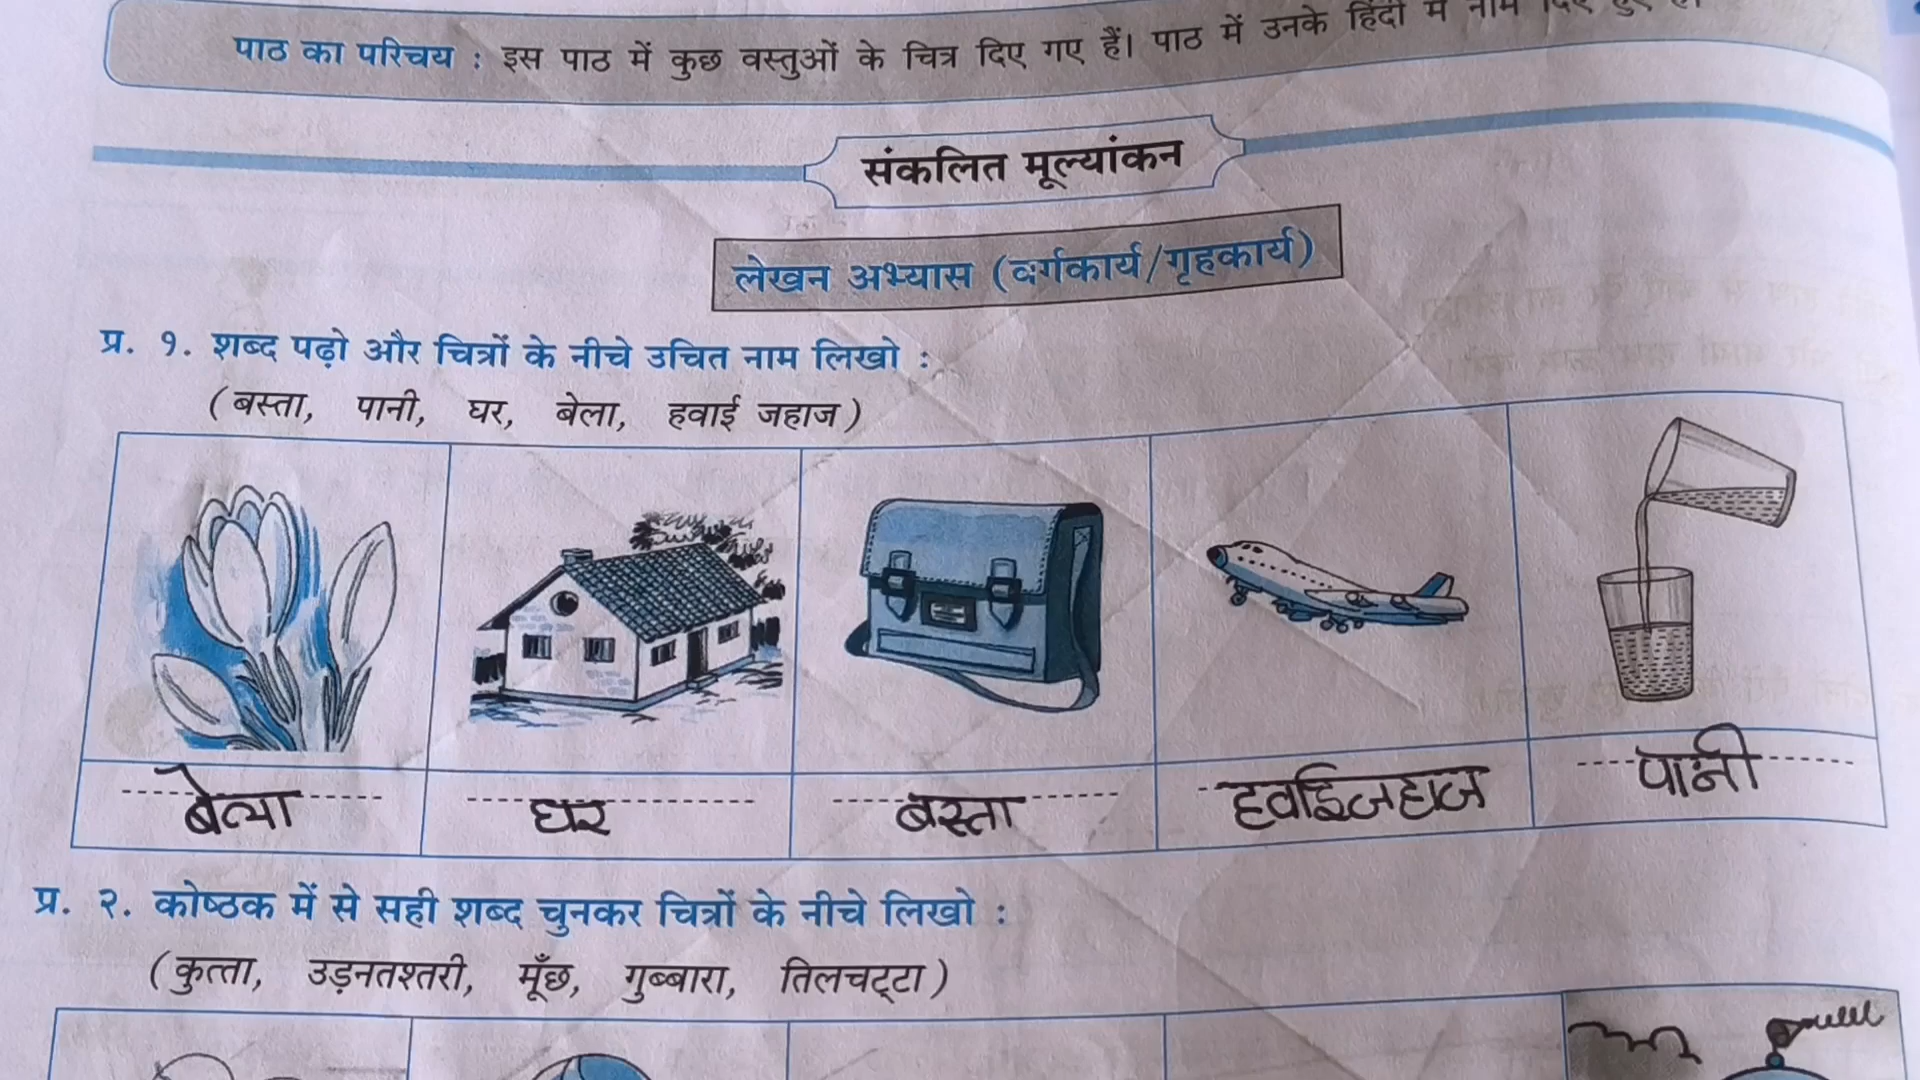 पाठ का परिचय : इस पाठ में कुछ वस्तुओं के चित्र दिए गए हैं। पाठ में उनके हिंदी में नाम दिए हुए हैं।
संकलित मूल्यांकन
लेखन अभ्यास (वर्गकार्य/गृहकार्य)
प्र. १. शब्द पढ़ो और चित्रों के नीचे उचित नाम लिखो :
(बस्ता, पानी, घर, बेला, हवाई जहाज)
बेला घर बस्ता हवाईजहाज पानी
प्र. २. कोष्ठक में से सही शब्द चुनकर चित्रों के नीचे लिखो :
(कुत्ता, उड़नतश्तरी, मूँछ, गुब्बारा, तिलचट्टा)